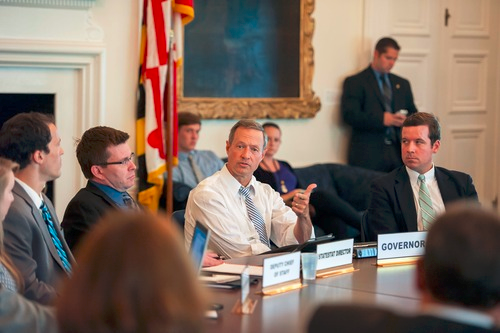 DEPUTY CHIEF
OF STAFF
STATESTAT DIRECTOR
GOVERNOR